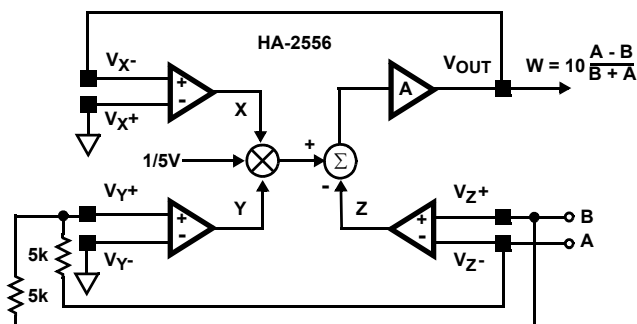 HA-2556
VX-
VX+
+
-
X
1/5V
+
Σ
-
A
VOUT
W = 10 A - B
B + A
VY+
VY-
+
-
Y
Z
+
-
VZ+
VZ-
B
A
5k
5k